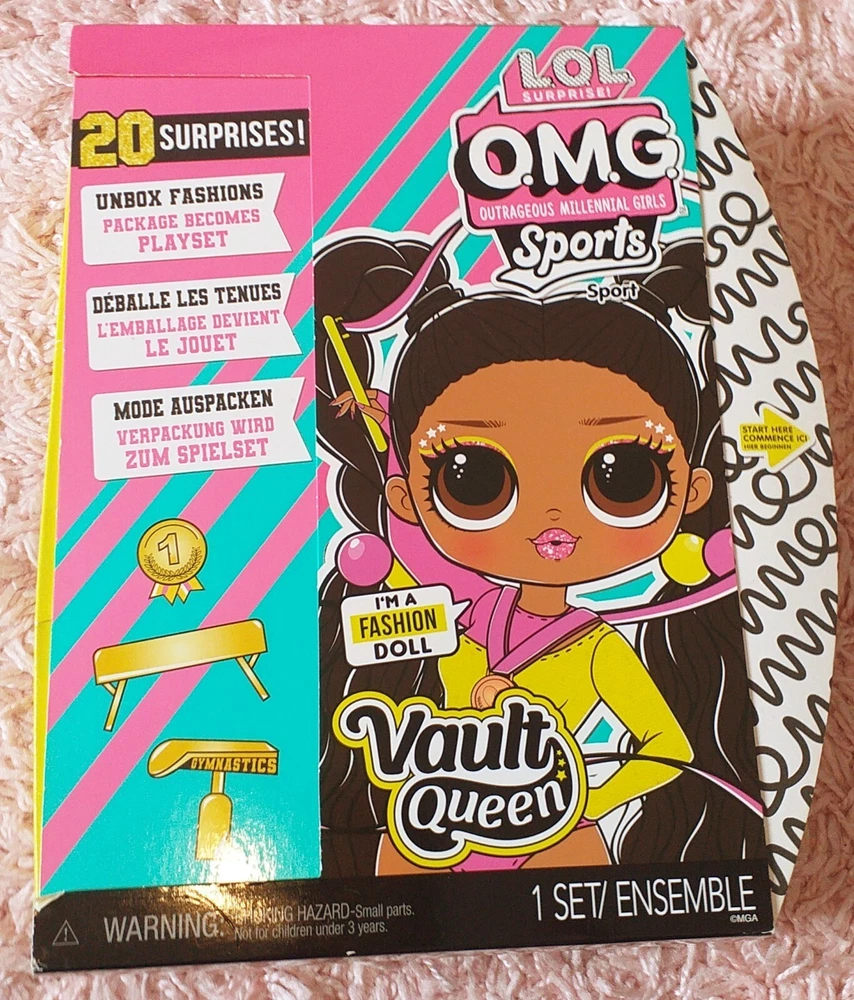 20 SURPRISES!
UNBOX FASHIONS
PACKAGE BECOMES
PLAYSET
DÉBALLE LES TENUES
L'EMBALLAGE DEVIENT
LE JOUET
MODE AUSPACKEN
VERPACKUNG WIRD
ZUM SPIELSET
1
GYMNASTICS
L.O.L.
SURPRISE!
O.M.G.
OUTRAGEOUS MILLENNIAL GIRLS
Sports
Sport
START HERE
COMMENCE ICI
HIER BEGINNEN
I'M A
FASHION
DOLL
Vault
Queen
WARNING: CHOKING HAZARD-Small parts.
Not for children under 3 years.
1 SET/ ENSEMBLE
©MGA